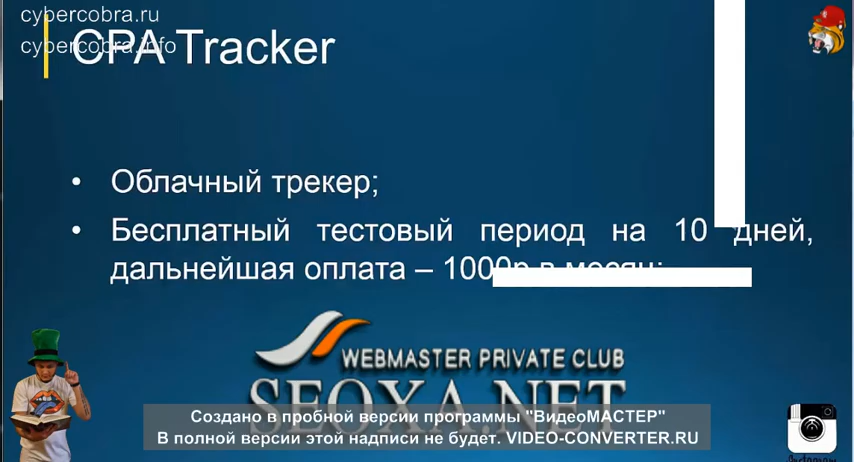 cybercobra.ru
cybercobra.info
CPA Tracker
• Облачный трекер;
• Бесплатный тестовый период на 10 дней,
дальнейшая оплата – 1000р в месяц;
WEBMASTER PRIVATE CLUB
SEOXA.NET
Создано в пробной версии программы "ВидеоМАСТЕР"
В полной версии этой надписи не будет. VIDEO-CONVERTER.RU